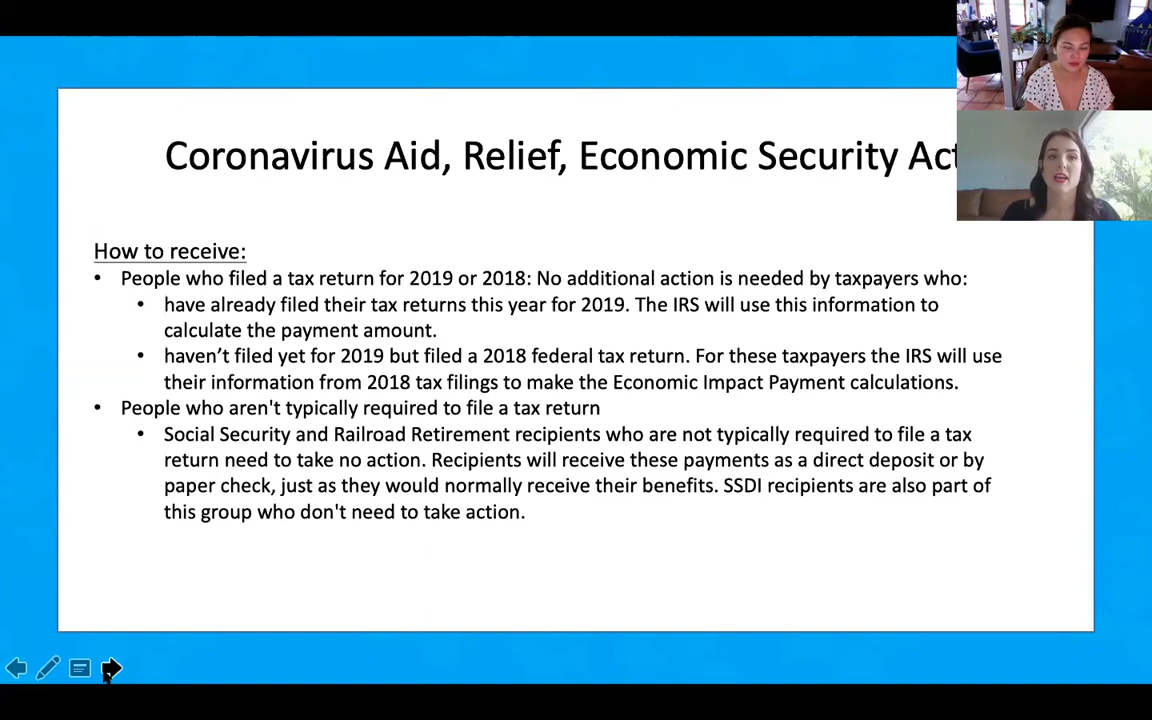 Coronavirus Aid, Relief, Economic Security Act
How to receive:
• People who filed a tax return for 2019 or 2018: No additional action is needed by taxpayers who:
• have already filed their tax returns this year for 2019. The IRS will use this information to
calculate the payment amount.
• haven’t filed yet for 2019 but filed a 2018 federal tax return. For these taxpayers the IRS will use
their information from 2018 tax filings to make the Economic Impact Payment calculations.
• People who aren't typically required to file a tax return
• Social Security and Railroad Retirement recipients who are not typically required to file a tax
return need to take no action. Recipients will receive these payments as a direct deposit or by
paper check, just as they would normally receive their benefits. SSDI recipients are also part of
this group who don't need to take action.